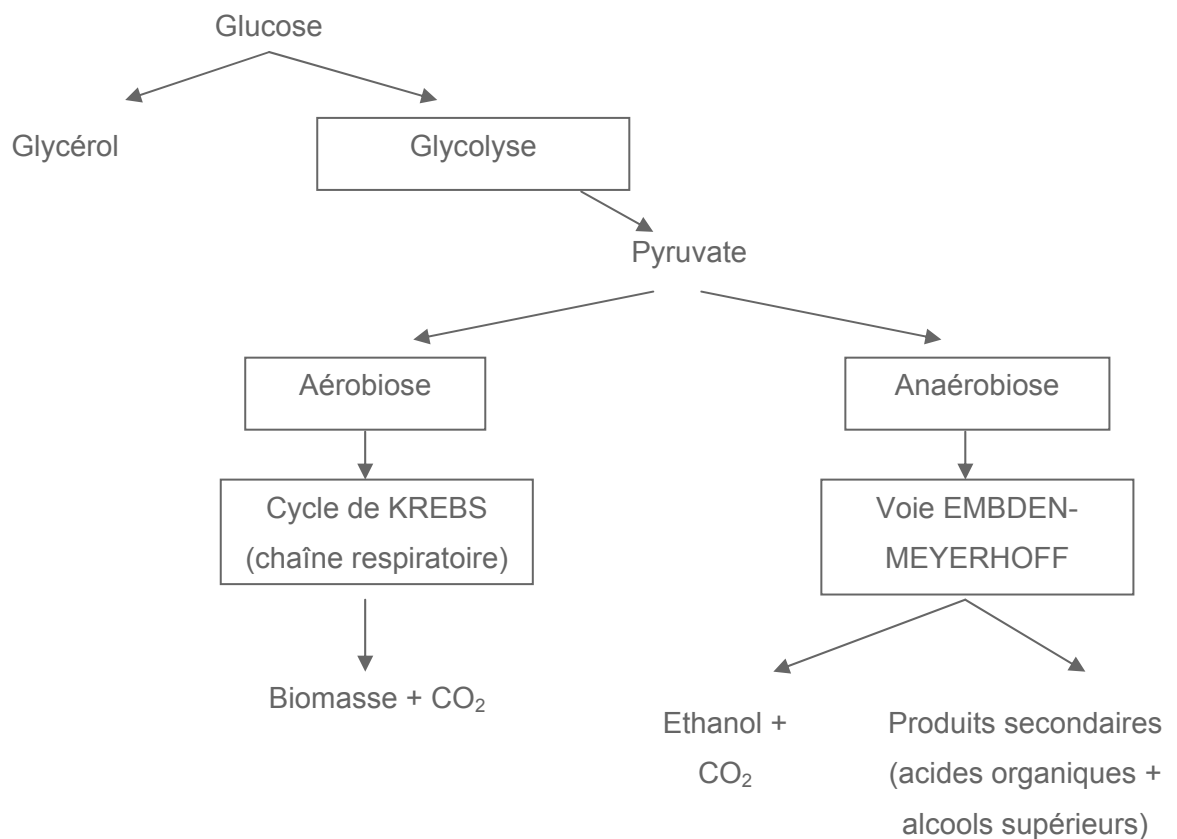 Glucose
Glycérol
Glycolyse
Pyruvate
Aérobiose
Anaérobiose
Cycle de KREBS
(chaîne respiratoire)
Voie EMBDEN-
MEYERHOFF
Biomasse + CO₂
Ethanol +
CO₂
Produits secondaires
(acides organiques +
alcools supérieurs)